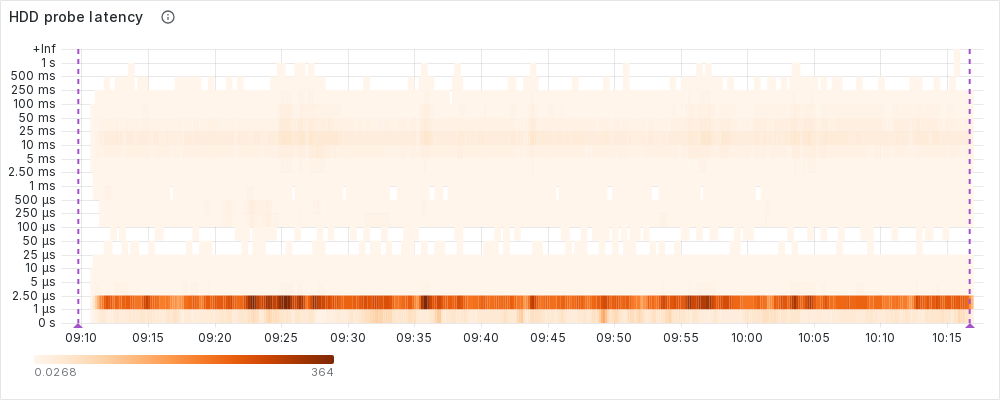 HDD probe latency
+Inf
1 s
500 ms
250 ms
100 ms
50 ms
25 ms
10 ms
5 ms
2.50 ms
1 ms
500 µs
250 µs
100 µs
50 µs
25 µs
10 µs
5 µs
2.50 µs
1 µs
0 s
09:10 09:15 09:20 09:25 09:30 09:35 09:40 09:45 09:50 09:55 10:00 10:05 10:10 10:15
0.0268 364